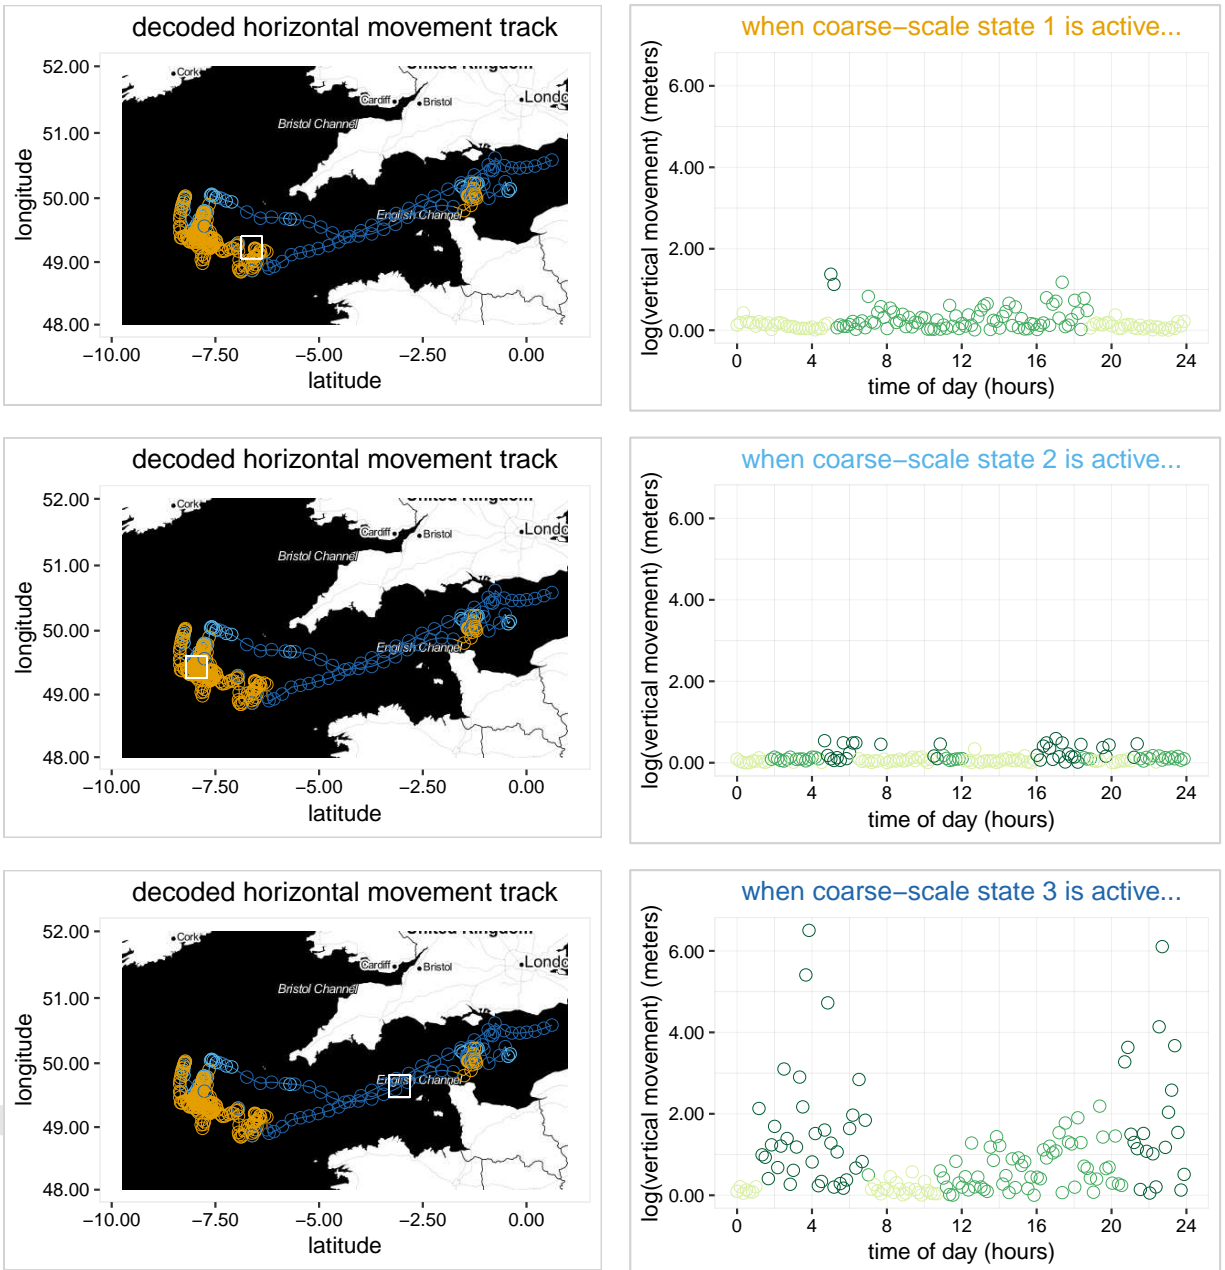 decoded horizontal movement track
52.00
51.00
50.00
49.00
48.00
longitude
Cork
United Kingdom
Cardiff
Bristol
Bristol Channel
English Channel
−10.00 −7.50 −5.00 −2.50 0.00
latitude
when coarse−scale state 1 is active...
log(vertical movement) (meters)
6.00
4.00
2.00
0.00
0 4 8 12 16 20 24
time of day (hours)
decoded horizontal movement track
52.00
51.00
50.00
49.00
48.00
longitude
Cork
United Kingdom
Cardiff
Bristol
Bristol Channel
English Channel
−10.00 −7.50 −5.00 −2.50 0.00
latitude
when coarse−scale state 2 is active...
log(vertical movement) (meters)
6.00
4.00
2.00
0.00
0 4 8 12 16 20 24
time of day (hours)
decoded horizontal movement track
52.00
51.00
50.00
49.00
48.00
longitude
Cork
United Kingdom
Cardiff
Bristol
Bristol Channel
English Channel
−10.00 −7.50 −5.00 −2.50 0.00
latitude
when coarse−scale state 3 is active...
log(vertical movement) (meters)
6.00
4.00
2.00
0.00
0 4 8 12 16 20 24
time of day (hours)